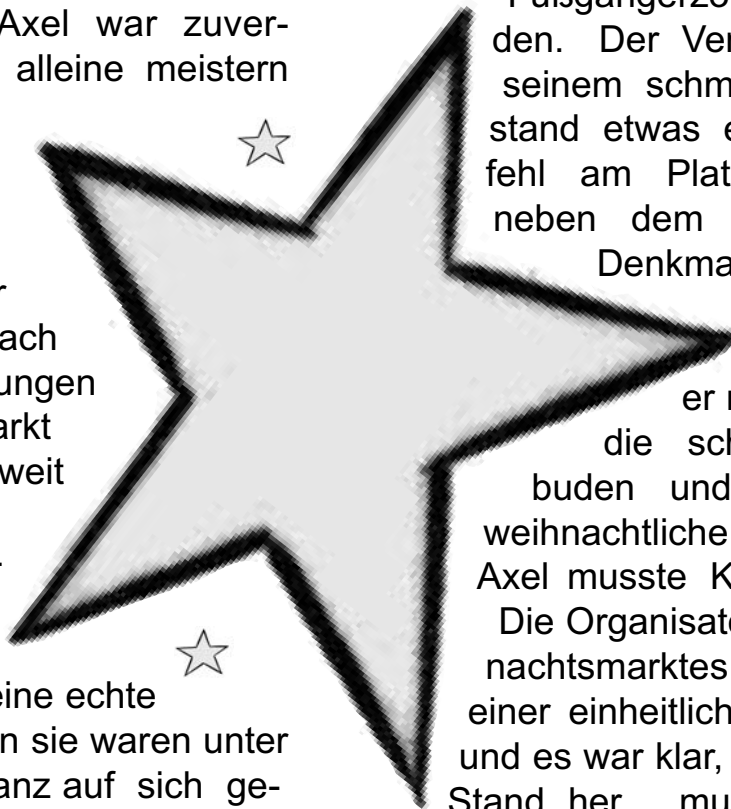 Axel war zuver-
alleine meistern
r
ach
ungen
arkt
weit
eine echte
n sie waren unter
anz auf sich ge-
Fußgängerzo
den. Der Ver
seinem schm
stand etwas e
fehl am Plat
neben dem
Denkma
er
die sch
buden und
weihnachtliche
Axel musste K
Die Organisato
nachtsmarktes
einer einheitlich
und es war klar,
Stand her mu